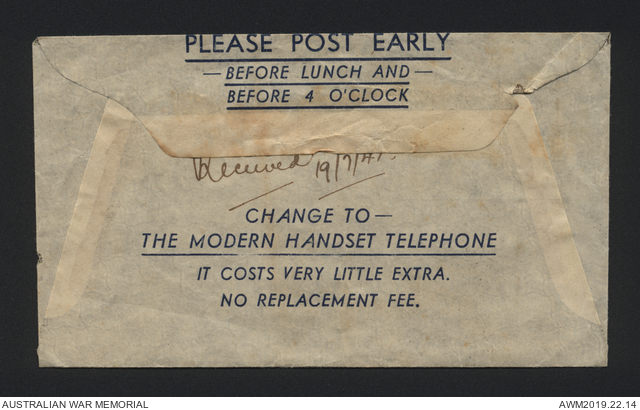 PLEASE POST EARLY
— BEFORE LUNCH AND —
BEFORE 4 O'CLOCK
Received 19/7/41.
CHANGE TO —
THE MODERN HANDSET TELEPHONE
IT COSTS VERY LITTLE EXTRA.
NO REPLACEMENT FEE.
AUSTRALIAN WAR MEMORIAL
AWM2019.22.14